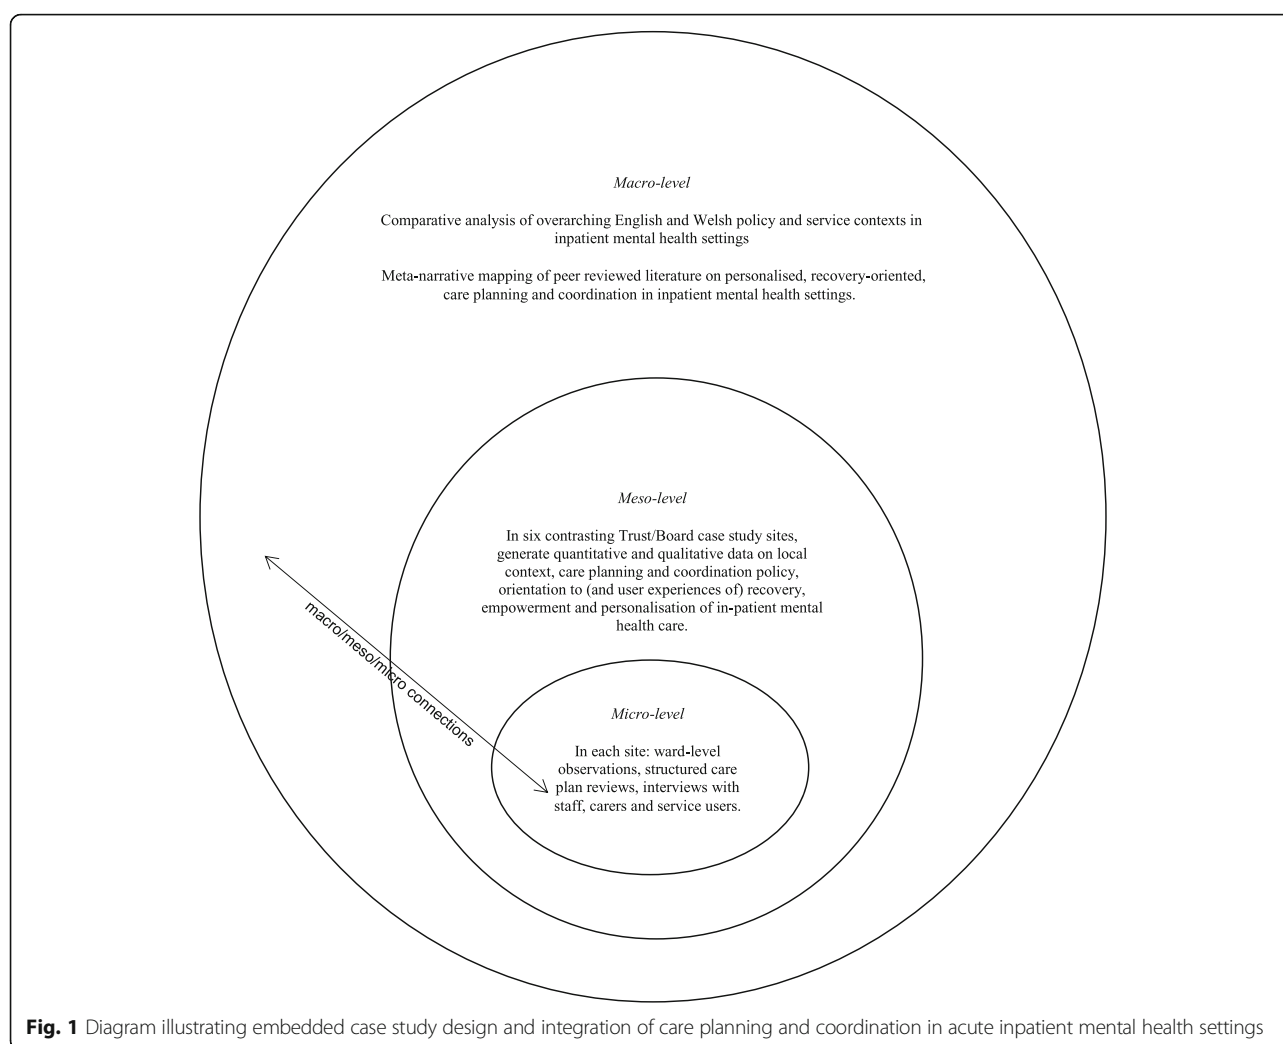 Macro-level
Comparative analysis of overarching English and Welsh policy and service contexts in
inpatient mental health settings
Meta-narrative mapping of peer reviewed literature on personalised, recovery-oriented,
care planning and coordination in inpatient mental health settings.
Meso-level
In six contrasting Trust/Board case study sites,
generate quantitative and qualitative data on local
context, care planning and coordination policy,
orientation to (and user experiences of) recovery,
empowerment and personalisation of in-patient mental
health care.
macro/meso/micro connections
Micro-level
In each site: ward-level
observations, structured care
plan reviews, interviews with
staff, carers and service users.
Fig. 1 Diagram illustrating embedded case study design and integration of care planning and coordination in acute inpatient mental health settings